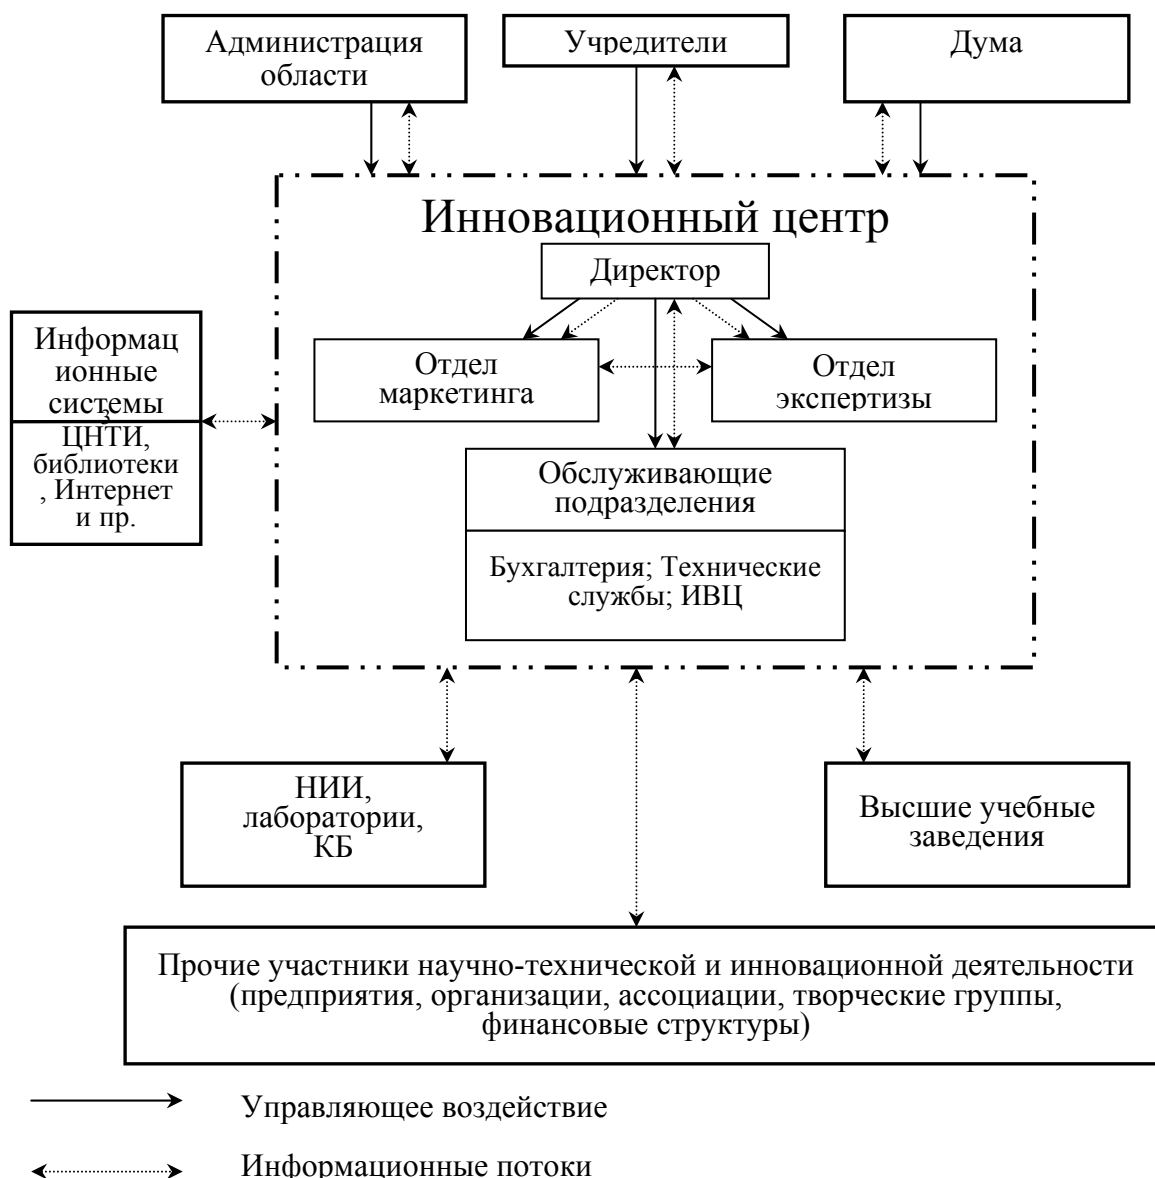 Администрация
области
Учредители
Дума
Инновационный центр
Директор
Информац
ионные
системы
З
ЦНТИ,
библиотеки
, Интернет
и пр.
Отдел
маркетинга
Отдел
экспертизы
Обслуживающие
подразделения
Бухгалтерия; Технические
службы; ИВЦ
НИИ,
лаборатории,
КБ
Высшие учебные
заведения
Прочие участники научно-технической и инновационной деятельности
(предприятия, организации, ассоциации, творческие группы,
финансовые структуры)
Управляющее воздействие
Информационные потоки